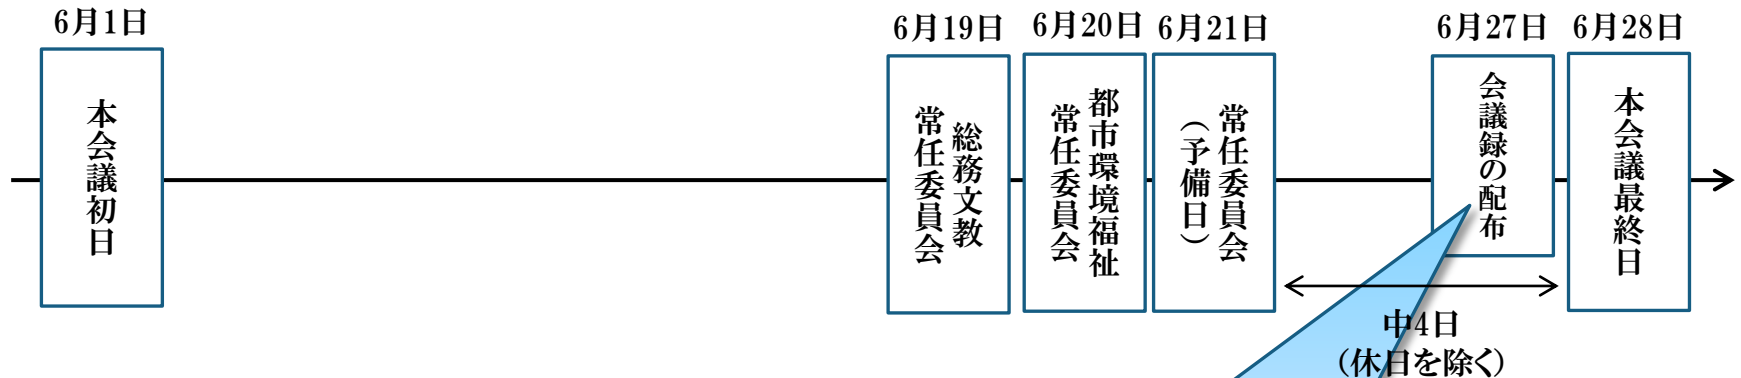 6月1日
本会議初日
6月19日
総務文教
常任委員会
6月20日
都市環境福祉
常任委員会
6月21日
常任委員会
(予備日)
6月27日
会議録の配布
6月28日
本会議最終日
中4日
(休日を除く)